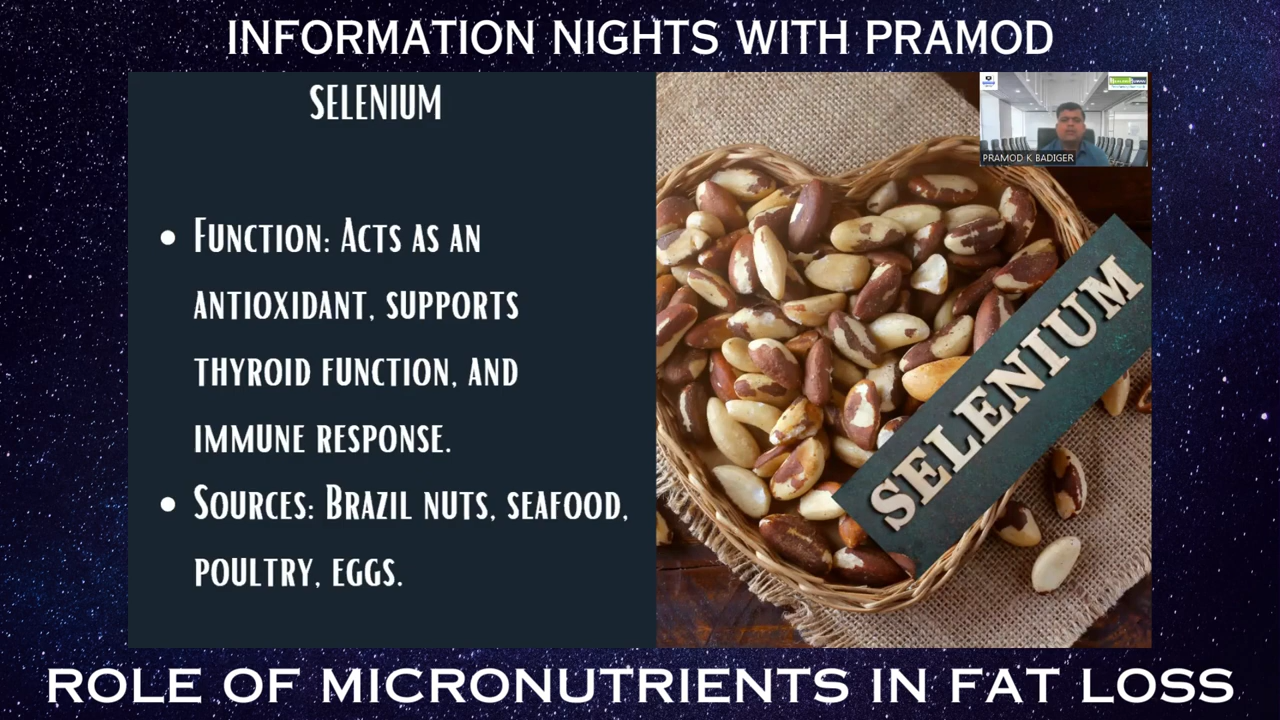 INFORMATION NIGHTS WITH PRAMOD
SELENIUM
• Function: Acts as an
antioxidant, supports
thyroid function, and
immune response.
• Sources: Brazil nuts, seafood,
poultry, eggs.
PRAMOD K BADIGER
SELENIUM
ROLE OF MICRONUTRIENTS IN FAT LOSS